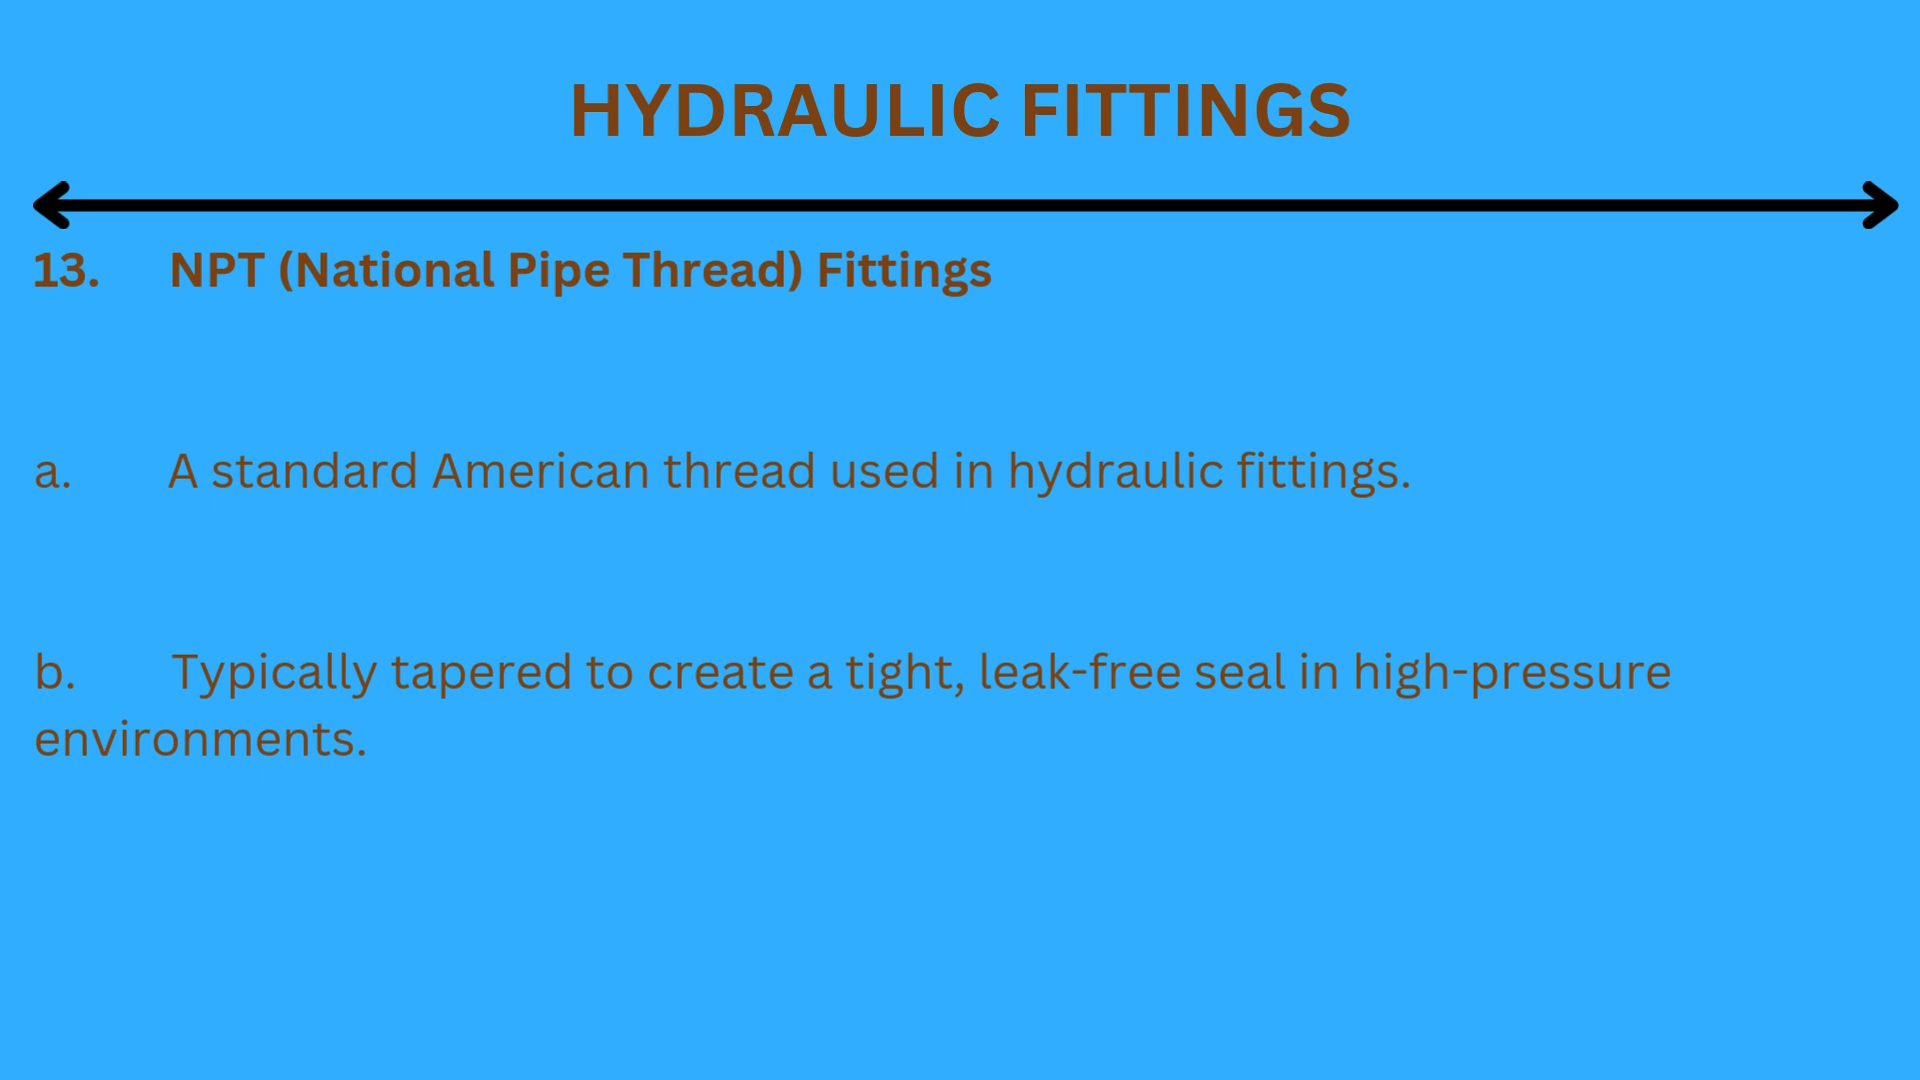 HYDRAULIC FITTINGS
13. NPT (National Pipe Thread) Fittings
a. A standard American thread used in hydraulic fittings.
b. Typically tapered to create a tight, leak-free seal in high-pressure
environments.